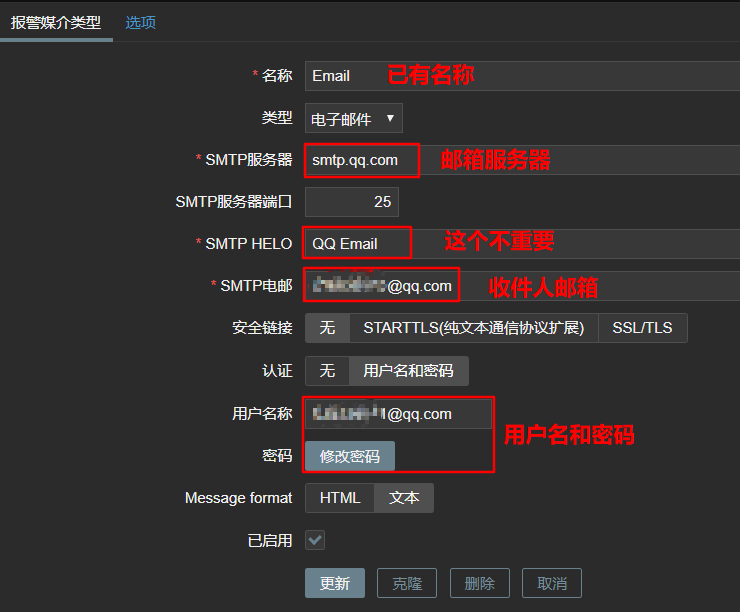 报警媒介类型 选项
* 名称 Email 已有名称
类型 电子邮件 ▼
* SMTP服务器 smtp.qq.com 邮箱服务器
SMTP服务器端口 25
* SMTP HELO QQ Email 这个不重要
* SMTP电邮 @qq.com 收件人邮箱
安全链接 无 STARTTLS(纯文本通信协议扩展) SSL/TLS
认证 无 用户名和密码
用户名称 1@qq.com
用户名和密码
密码 修改密码
Message format HTML 文本
已启用
更新 克隆 删除 取消